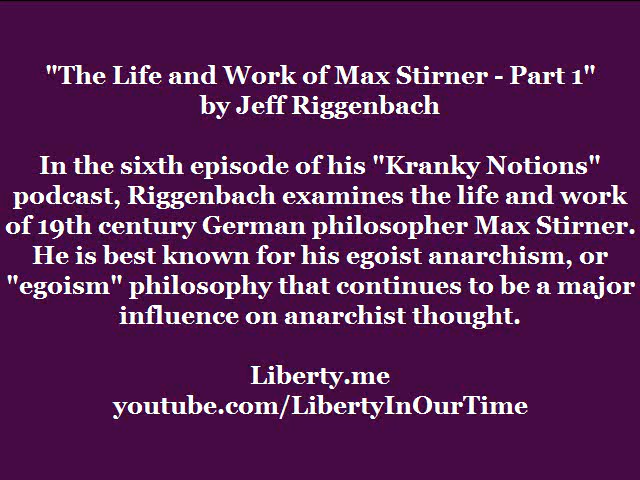 "The Life and Work of Max Stirner - Part 1"
by Jeff Riggenbach
In the sixth episode of his "Kranky Notions"
podcast, Riggenbach examines the life and work
of 19th century German philosopher Max Stirner.
He is best known for his egoist anarchism, or
"egoism" philosophy that continues to be a major
influence on anarchist thought.
Liberty.me
youtube.com/LibertyInOurTime